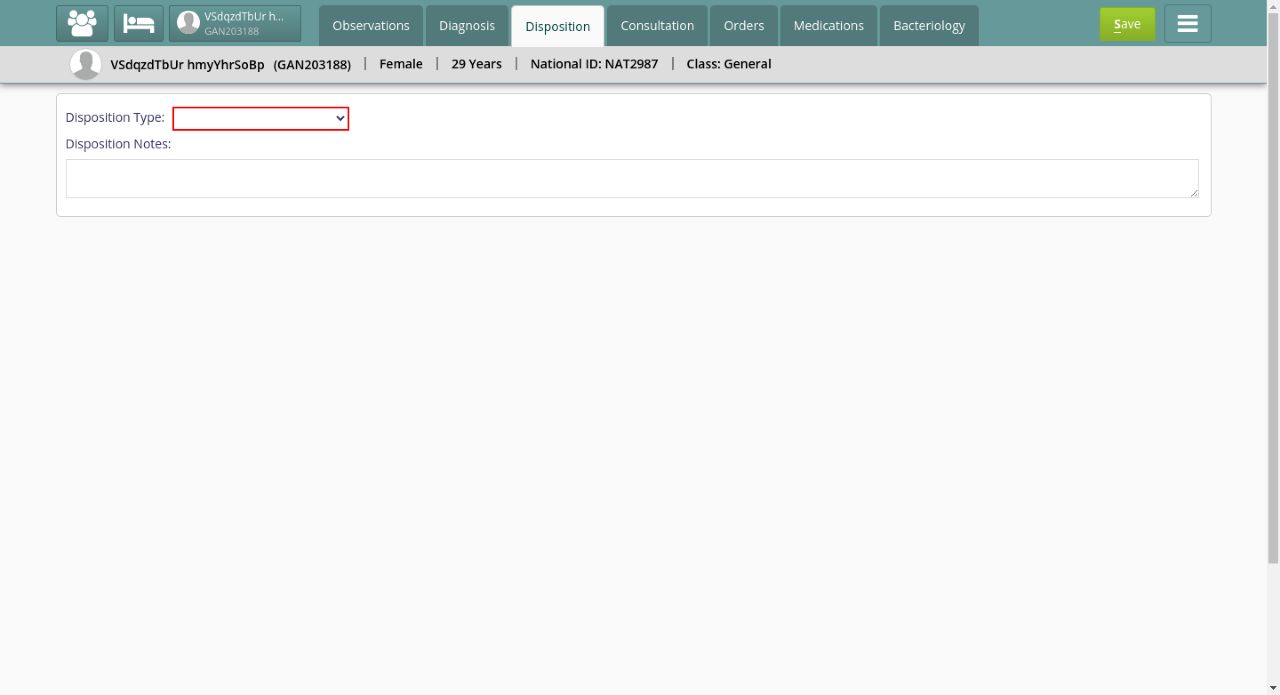 VSdqzdTbUr h...
GAN203188
Observations
Diagnosis
Disposition
Consultation
Orders
Medications
Bacteriology
Save
VSdqzdTbUr hmyYhrSoBp (GAN203188) | Female | 29 Years | National ID: NAT2987 | Class: General
Disposition Type:
Disposition Notes: